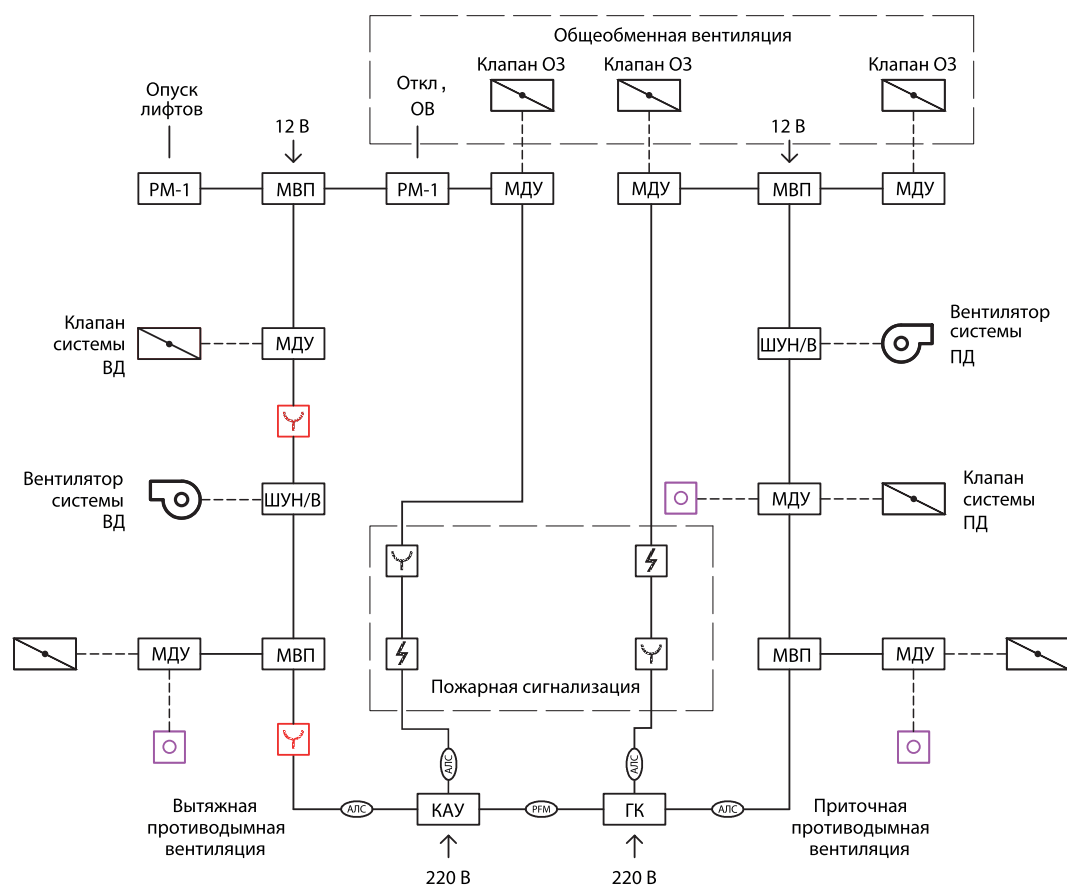 Общеобменная вентиляция
Клапан ОЗ
Клапан ОЗ
Клапан ОЗ
Опуск
лифтов
12 В
Откл ,
ОВ
12 В
РМ-1
МВП
РМ-1
МДУ
МДУ
МВП
МДУ
Клапан
системы
ВД
МДУ
ШУН/В
Вентилятор
системы
ПД
Вентилятор
системы
ВД
ШУН/В
МДУ
Клапан
системы
ПД
МДУ
МВП
Пожарная сигнализация
МВП
МДУ
АЛС
АЛС
Вытяжная
противодымная
вентиляция
АЛС
КАУ
PFM
ГК
АЛС
Приточная
противодымная
вентиляция
220 В
220 В